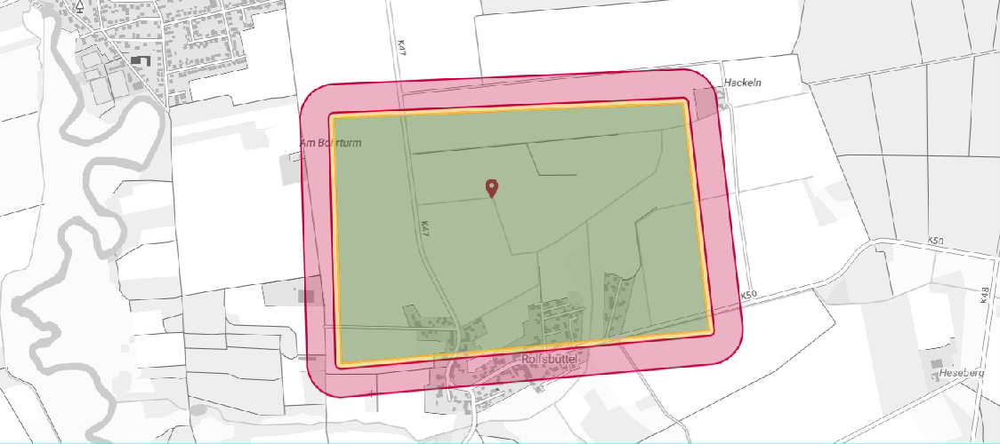 K47
Hackeln
Am Bohrturm
K47
K50
K50
K48
Rolfsbüttel
Heseberg